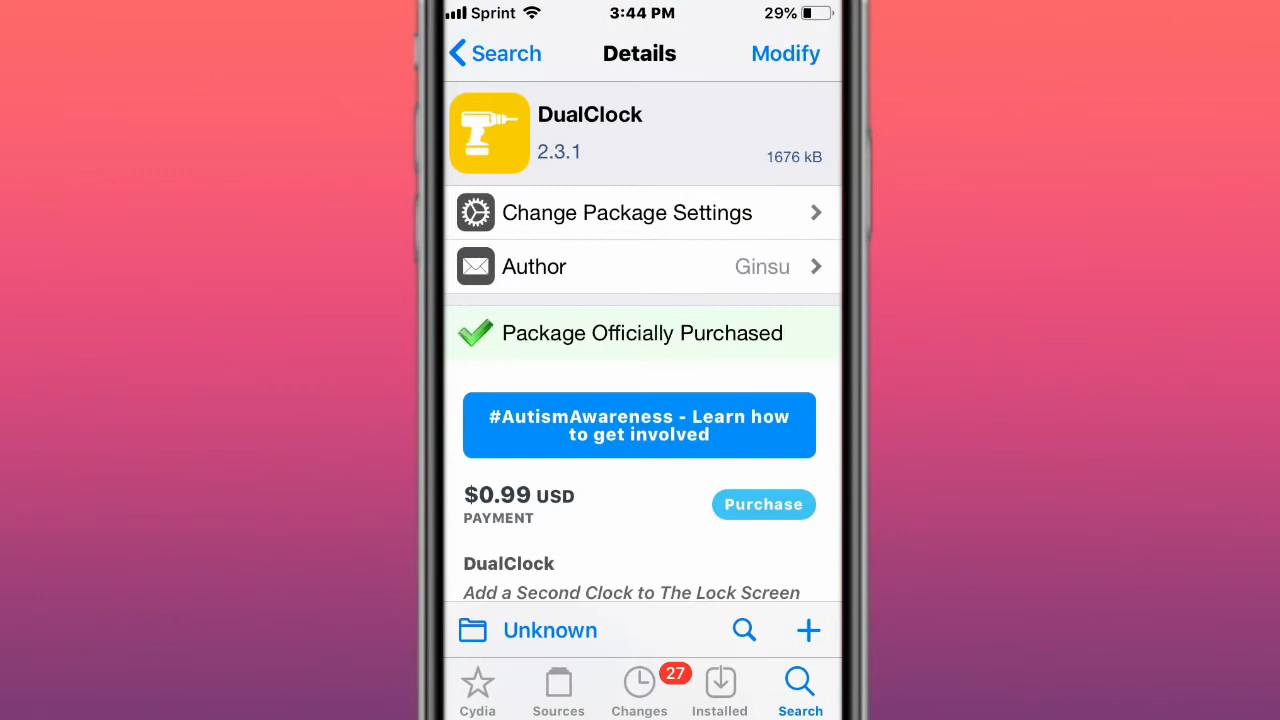 Sprint 3:44 PM 29%
Search Details Modify
DualClock
2.3.1 1676 kB
Change Package Settings
Author Ginsu
Package Officially Purchased
#AutismAwareness - Learn how
to get involved
$0.99 USD
PAYMENT
Purchase
DualClock
Add a Second Clock to The Lock Screen
Unknown
27
Cydia Sources Changes Installed Search